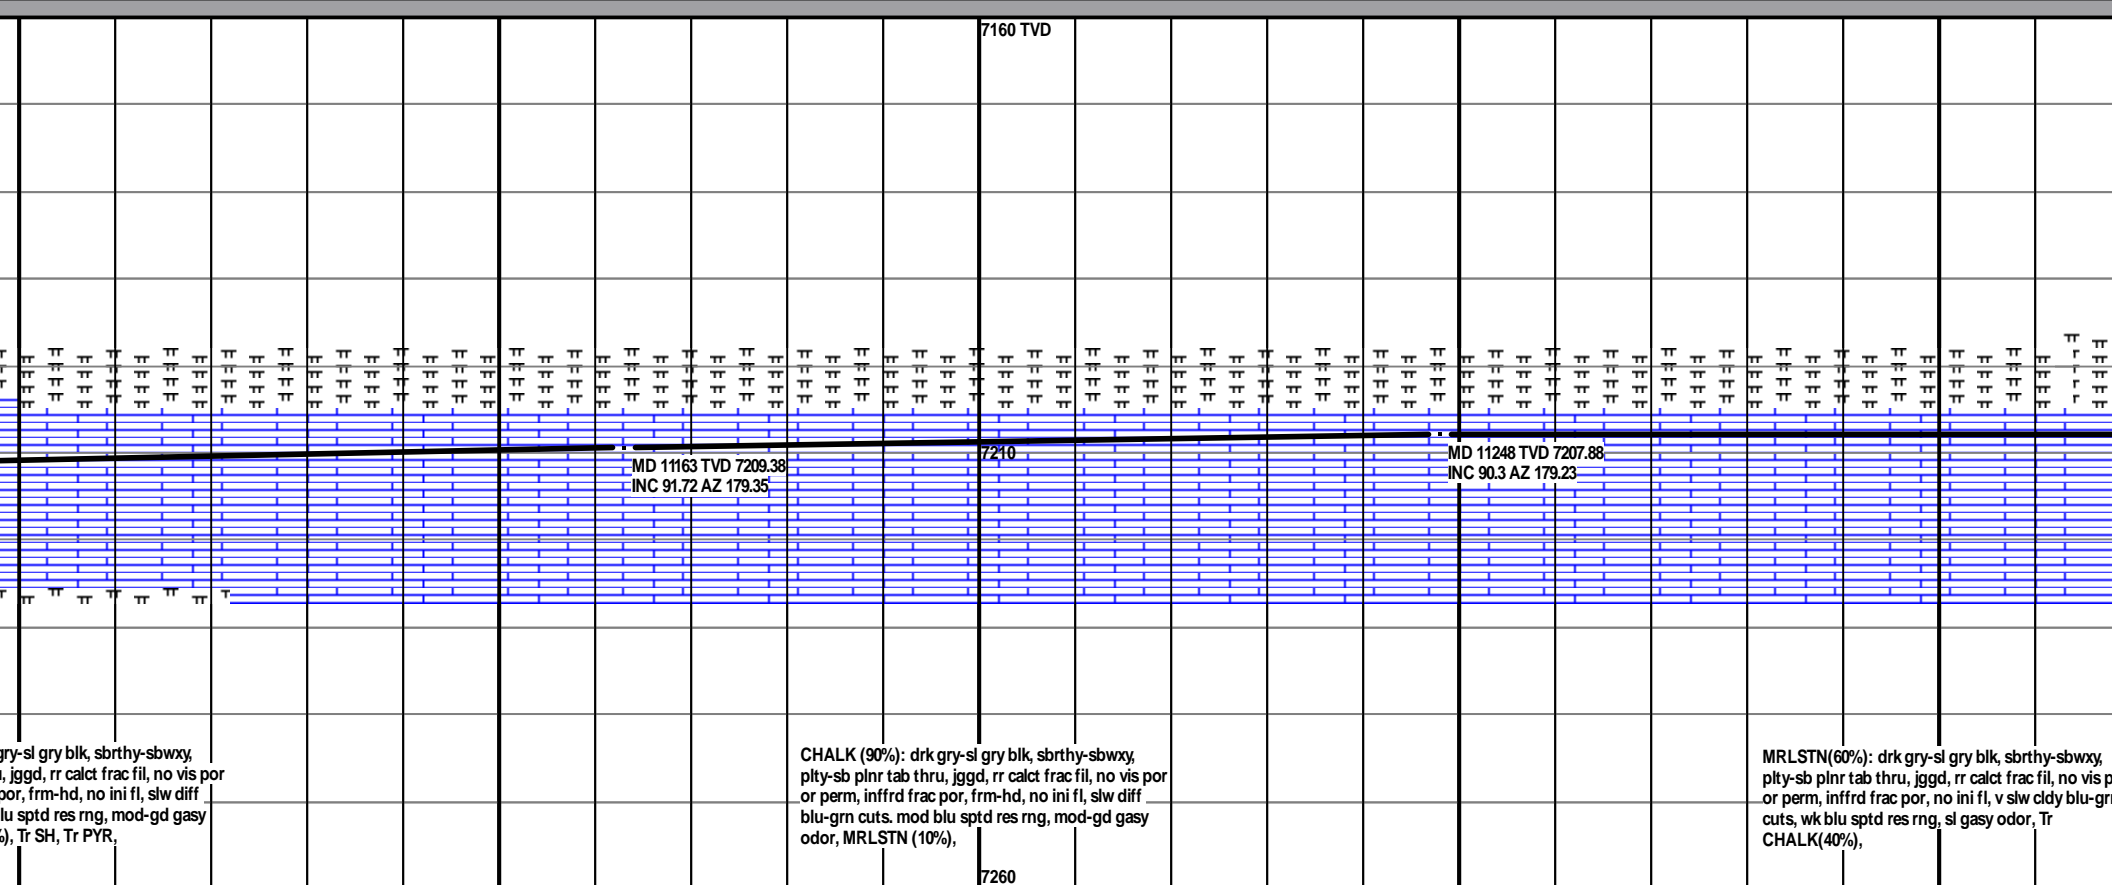 7160 TVD
MD 11163 TVD 7209.38
INC 91.72 AZ 179.35
7210
MD 11248 TVD 7207.88
INC 90.3 AZ 179.23
gry-sl gry blk, sbrthy-sbwxy,
, jggd, rr calct frac fil, no vis por
por, frm-hd, no ini fl, slw diff
blu sptd res rng, mod-gd gasy
%), Tr SH, Tr PYR,
CHALK (90%): drk gry-sl gry blk, sbrthy-sbwxy,
plty-sb plnr tab thru, jggd, rr calct frac fil, no vis por
or perm, inffrd frac por, frm-hd, no ini fl, slw diff
blu-grn cuts. mod blu sptd res rng, mod-gd gasy
odor, MRLSTN (10%),
MRLSTN(60%): drk gry-sl gry blk, sbrthy-sbwxy,
plty-sb plnr tab thru, jggd, rr calct frac fil, no vis p
or perm, inffrd frac por, no ini fl, v slw cldy blu-grn
cuts, wk blu sptd res rng, sl gasy odor, Tr
CHALK(40%),
7260